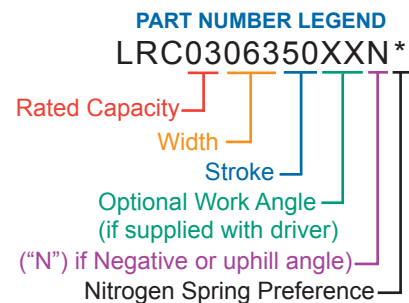 PART NUMBER LEGEND
LRC0306350XXN*
Rated Capacity
Width
Stroke
Optional Work Angle
(if supplied with driver)
(“N”) if Negative or uphill angle)
Nitrogen Spring Preference